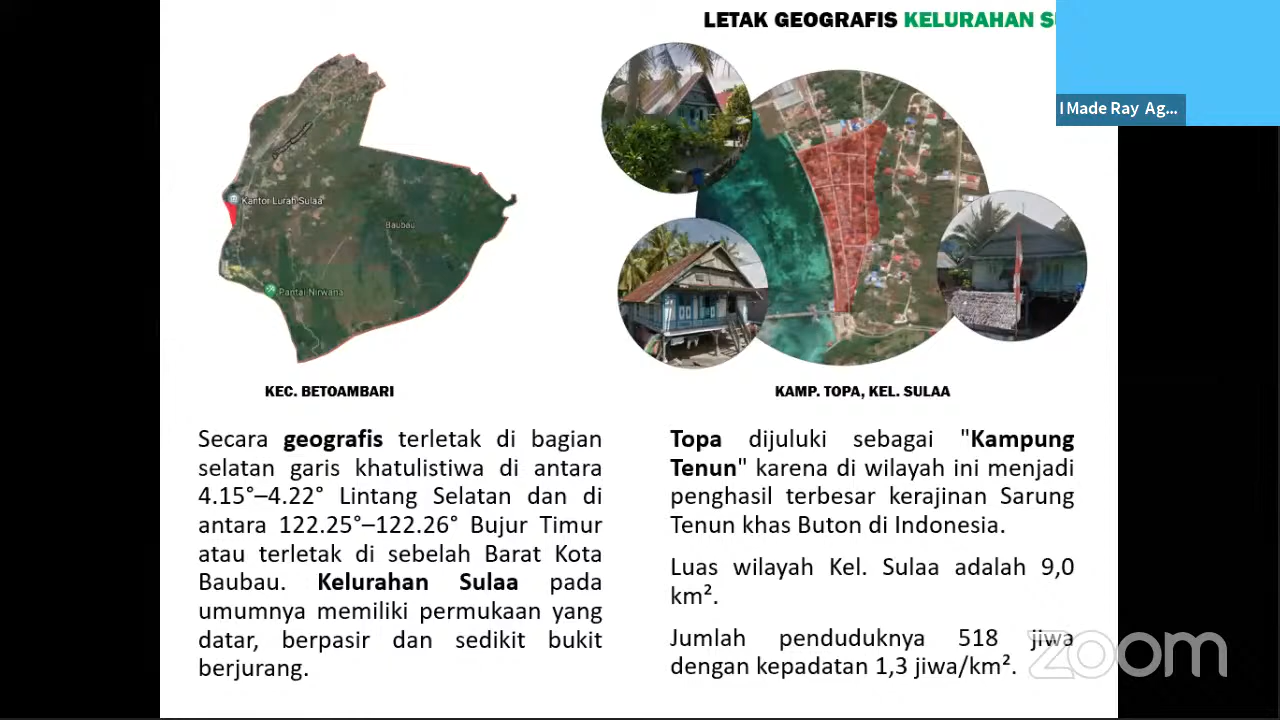 LETAK GEOGRAFIS KELURAHAN
I Made Ray Ag...
Kantor Lurah Sulaa
Baubau
Pantai Nirwana
KEC. BETOAMBARI
KAMP. TOPA, KEL. SULAA
Secara geografis terletak di bagian
selatan garis khatulistiwa di antara
4.15°–4.22° Lintang Selatan dan di
antara 122.25°–122.26° Bujur Timur
atau terletak di sebelah Barat Kota
Baubau. Kelurahan Sulaa pada
umumnya memiliki permukaan yang
datar, berpasir dan sedikit bukit
berjurang.
Topa dijuluki sebagai "Kampung
Tenun" karena di wilayah ini menjadi
penghasil terbesar kerajinan Sarung
Tenun khas Buton di Indonesia.
Luas wilayah Kel. Sulaa adalah 9,0
km².
Jumlah penduduknya 518 jiwa
dengan kepadatan 1,3 jiwa/km².
zoom